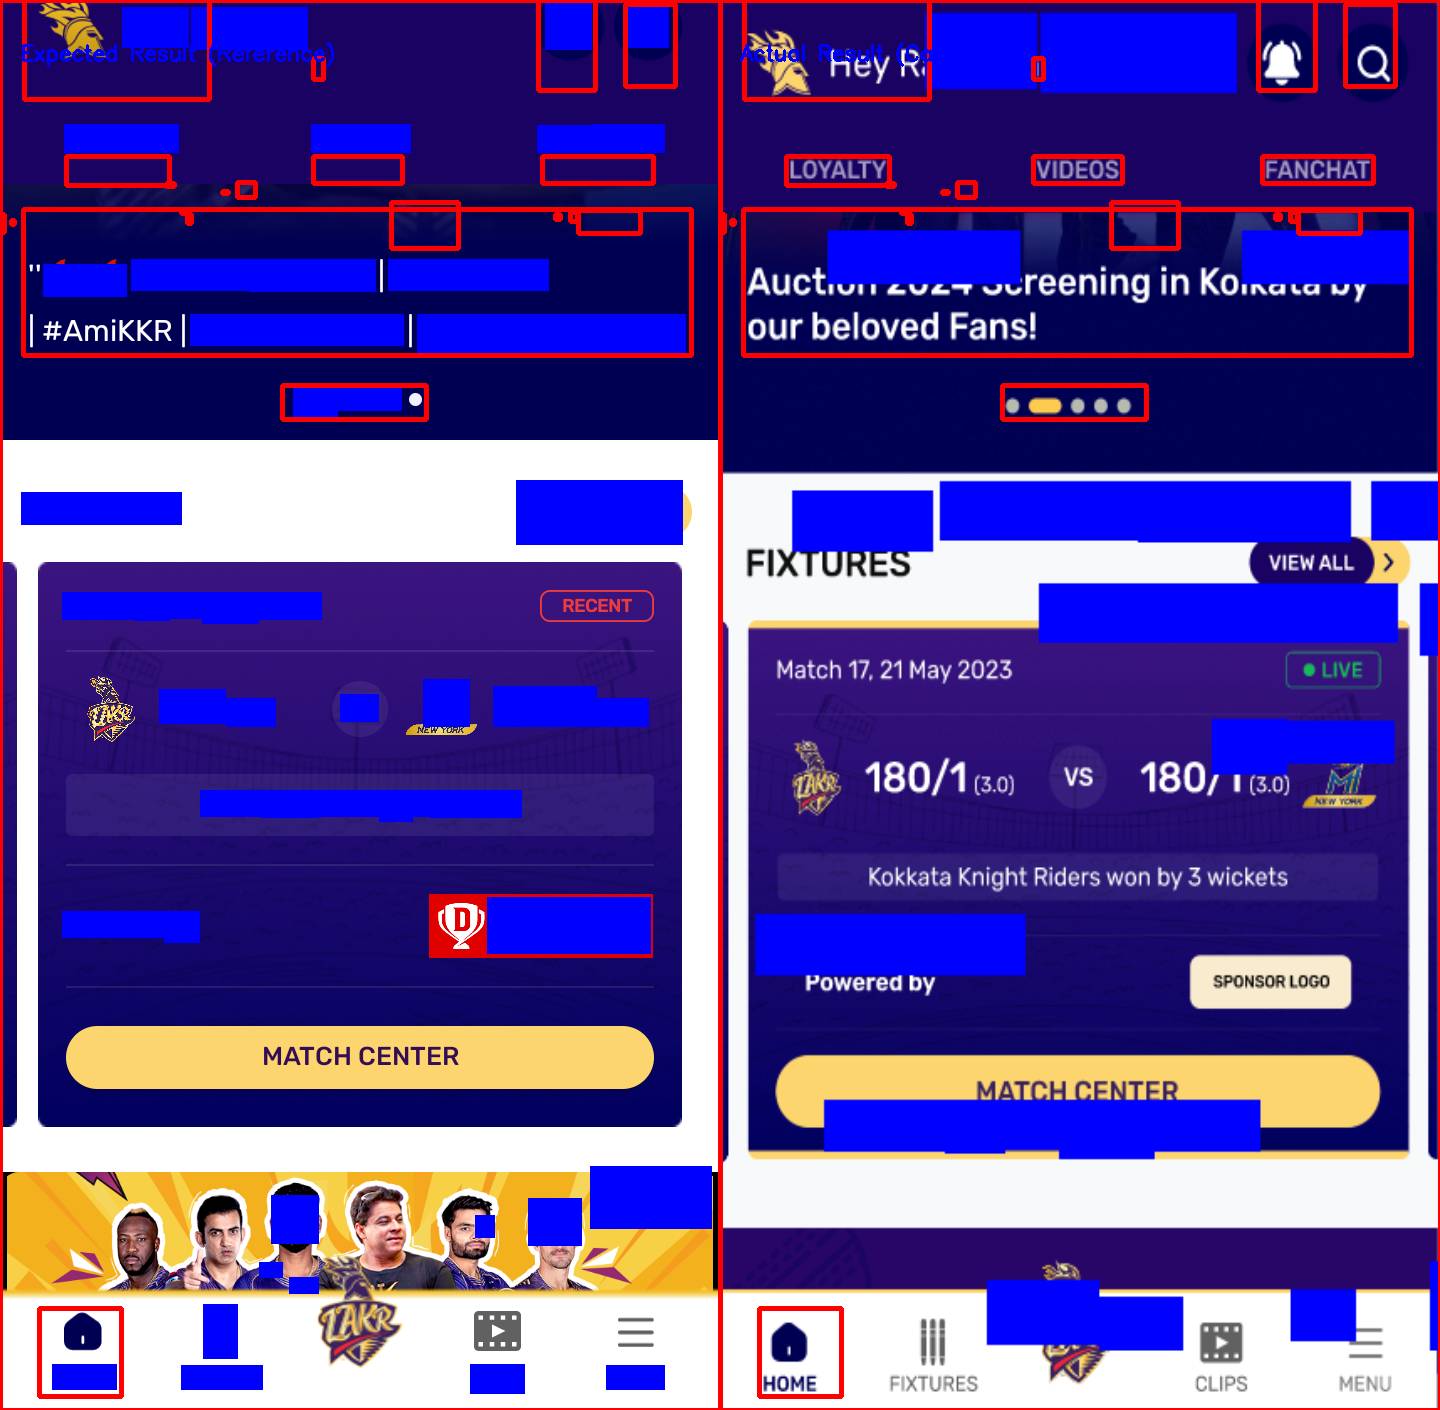 Expected Result (Reference)
"
|
| #AmiKKR | |
RECENT
LAKR
NEW YORK
D
MATCH CENTER
LAKR
Actual Result
Hey
LOYALTY VIDEOS FANCHAT
Auction 2024 Screening in Kolkata by
our beloved Fans!
FIXTURES
VIEW ALL
Match 17, 21 May 2023
LIVE
LAKR 180/1 (3.0) VS 180/1 (3.0)
NEW YORK
Kokkata Knight Riders won by 3 wickets
Powered by
SPONSOR LOGO
MATCH CENTER
HOME FIXTURES CLIPS MENU